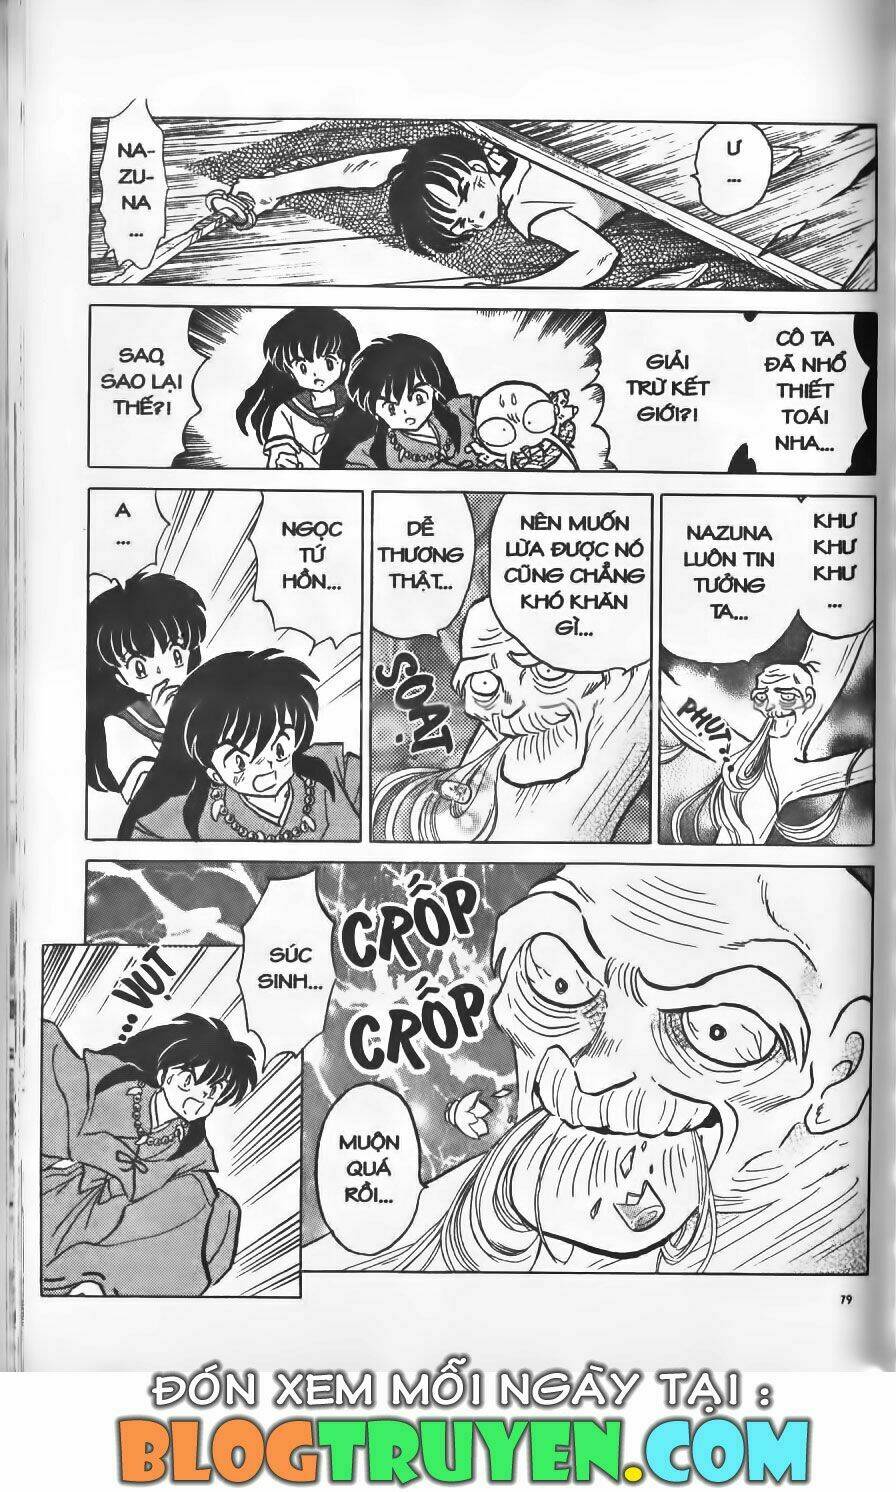 Ư
...
NA-
ZU-
NA
...
CÔ TA
ĐÃ NHỔ
THIẾT
TOÁI
NHA...
GIẢI
TRỪ KẾT
GIỚI?!
SAO,
SAO LẠI
THẾ?!
KHƯ
KHƯ
KHƯ
...
NAZUNA
LUÔN TIN
TƯỞNG
TA...
PHỤT..
NÊN MUỐN
LỪA ĐƯỢC NÓ
CŨNG CHẲNG
KHÓ KHĂN
GÌ...
DỄ
THƯƠNG
THẬT...
SOẠT
NGỌC
TỨ
HỒN...
A
...
CRỐP
CRỐP
MUỘN
QUÁ
RỒI...
SÚC
SINH...
...VỤT
79
ĐÓN XEM MỖI NGÀY TẠI :
BLOGTRUYEN.COM